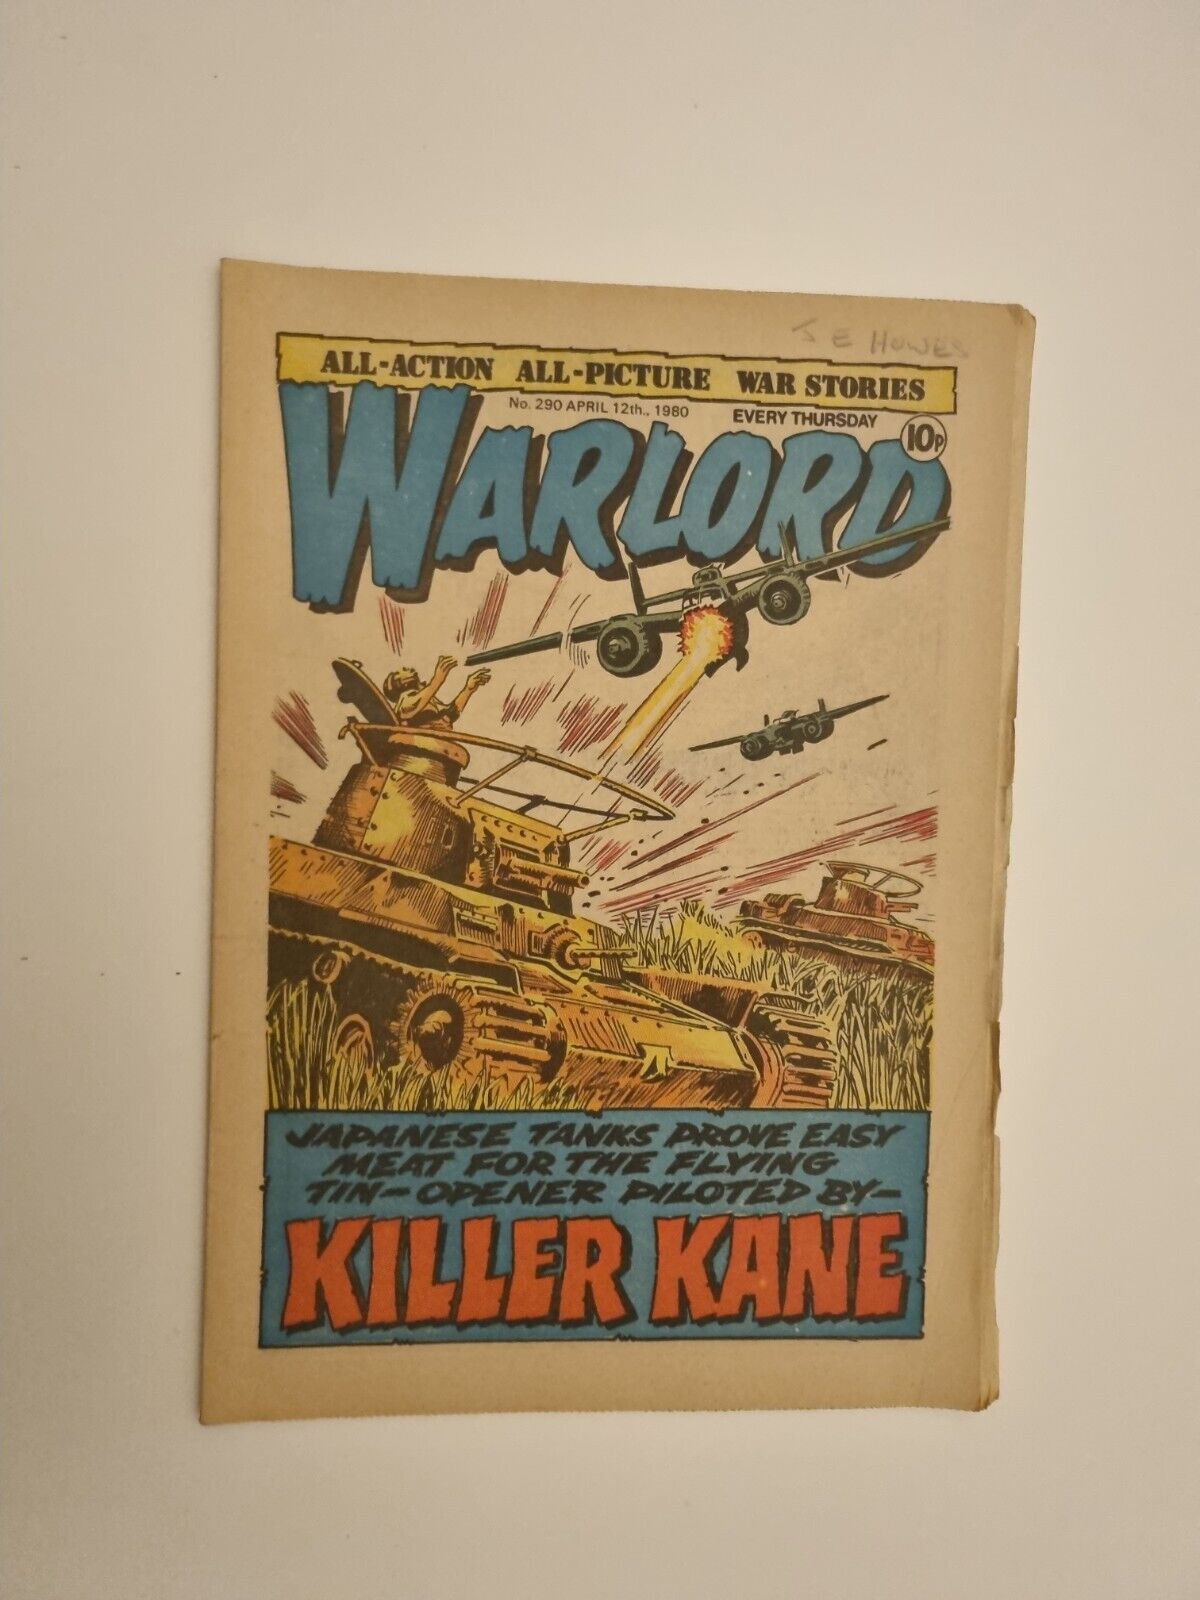 J E HOWES
ALL-ACTION ALL-PICTURE WAR STORIES
No. 290 APRIL 12th., 1980 EVERY THURSDAY 10p
WARLORD
JAPANESE TANKS PROVE EASY
MEAT FOR THE FLYING
TIN-OPENER PILOTED BY-
KILLER KANE